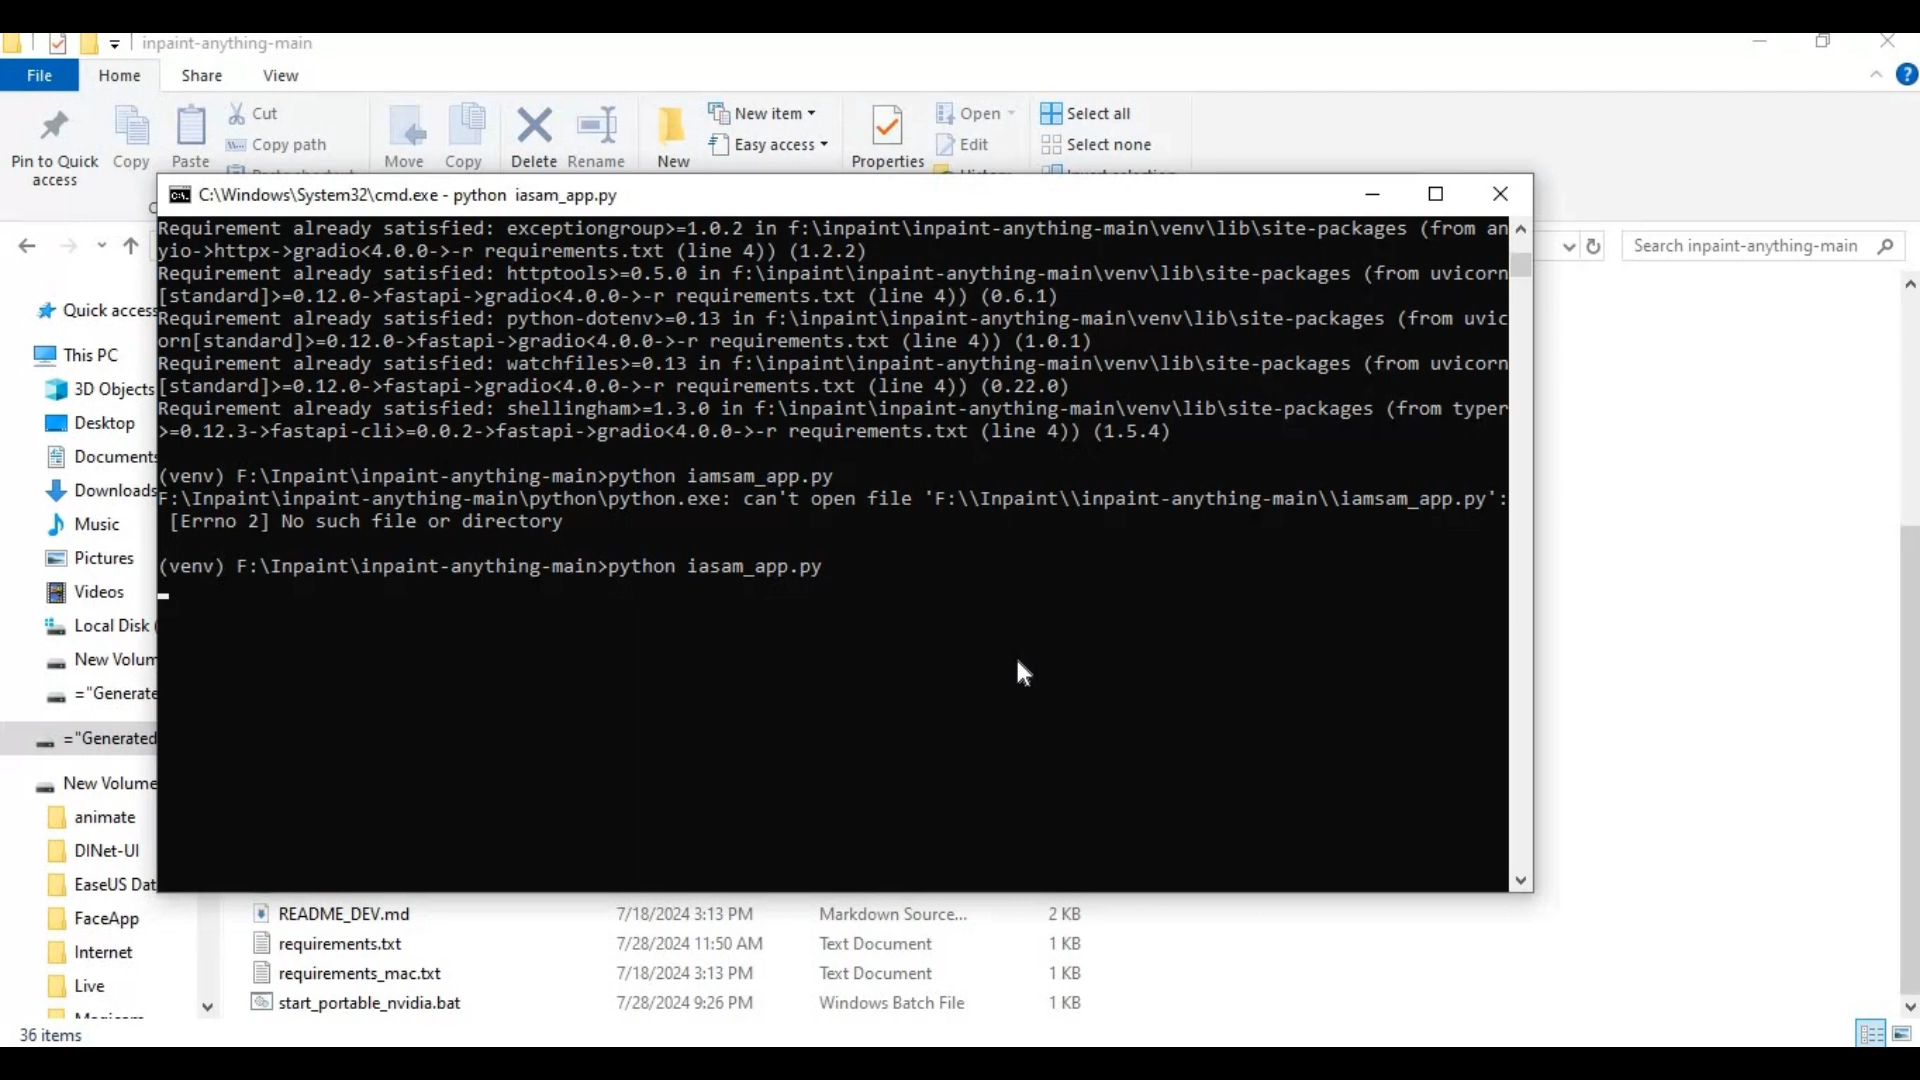 inpaint-anything-main
File Home Share View
Cut
New item Open Select all
Copy path
Easy access Edit Select none
Pin to Quick access Copy Paste Move Copy Delete Rename New Properties
C:\Windows\System32\cmd.exe - python iasam_app.py
Search inpaint-anything-main
Requirement already satisfied: exceptiongroup>=1.0.2 in f:\inpaint\inpaint-anything-main\venv\lib\site-packages (from an
yio->httpx->gradio<4.0.0->-r requirements.txt (line 4)) (1.2.2)
Requirement already satisfied: httptools>=0.5.0 in f:\inpaint\inpaint-anything-main\venv\lib\site-packages (from uvicorn
[standard]>=0.12.0->fastapi->gradio<4.0.0->-r requirements.txt (line 4)) (0.6.1)
Requirement already satisfied: python-dotenv>=0.13 in f:\inpaint\inpaint-anything-main\venv\lib\site-packages (from uvic
orn[standard]>=0.12.0->fastapi->gradio<4.0.0->-r requirements.txt (line 4)) (1.0.1)
Requirement already satisfied: watchfiles>=0.13 in f:\inpaint\inpaint-anything-main\venv\lib\site-packages (from uvicorn
[standard]>=0.12.0->fastapi->gradio<4.0.0->-r requirements.txt (line 4)) (0.22.0)
Requirement already satisfied: shellingham>=1.3.0 in f:\inpaint\inpaint-anything-main\venv\lib\site-packages (from typer
>=0.12.3->fastapi-cli>=0.0.2->fastapi->gradio<4.0.0->-r requirements.txt (line 4)) (1.5.4)
(venv) F:\Inpaint\inpaint-anything-main>python iamsam_app.py
F:\Inpaint\inpaint-anything-main\python\python.exe: can't open file 'F:\\Inpaint\\inpaint-anything-main\\iamsam_app.py':
[Errno 2] No such file or directory
(venv) F:\Inpaint\inpaint-anything-main>python iasam_app.py
Quick access
This PC
3D Objects
Desktop
Documents
Downloads
Music
Pictures
Videos
Local Disk (
New Volum
="Generate
="Generated
New Volume
animate
DINet-UI
EaseUS Dat
FaceApp
Internet
Live
README_DEV.md 7/18/2024 3:13 PM Markdown Source... 2 KB
requirements.txt 7/28/2024 11:50 AM Text Document 1 KB
requirements_mac.txt 7/18/2024 3:13 PM Text Document 1 KB
start_portable_nvidia.bat 7/28/2024 9:26 PM Windows Batch File 1 KB
36 items